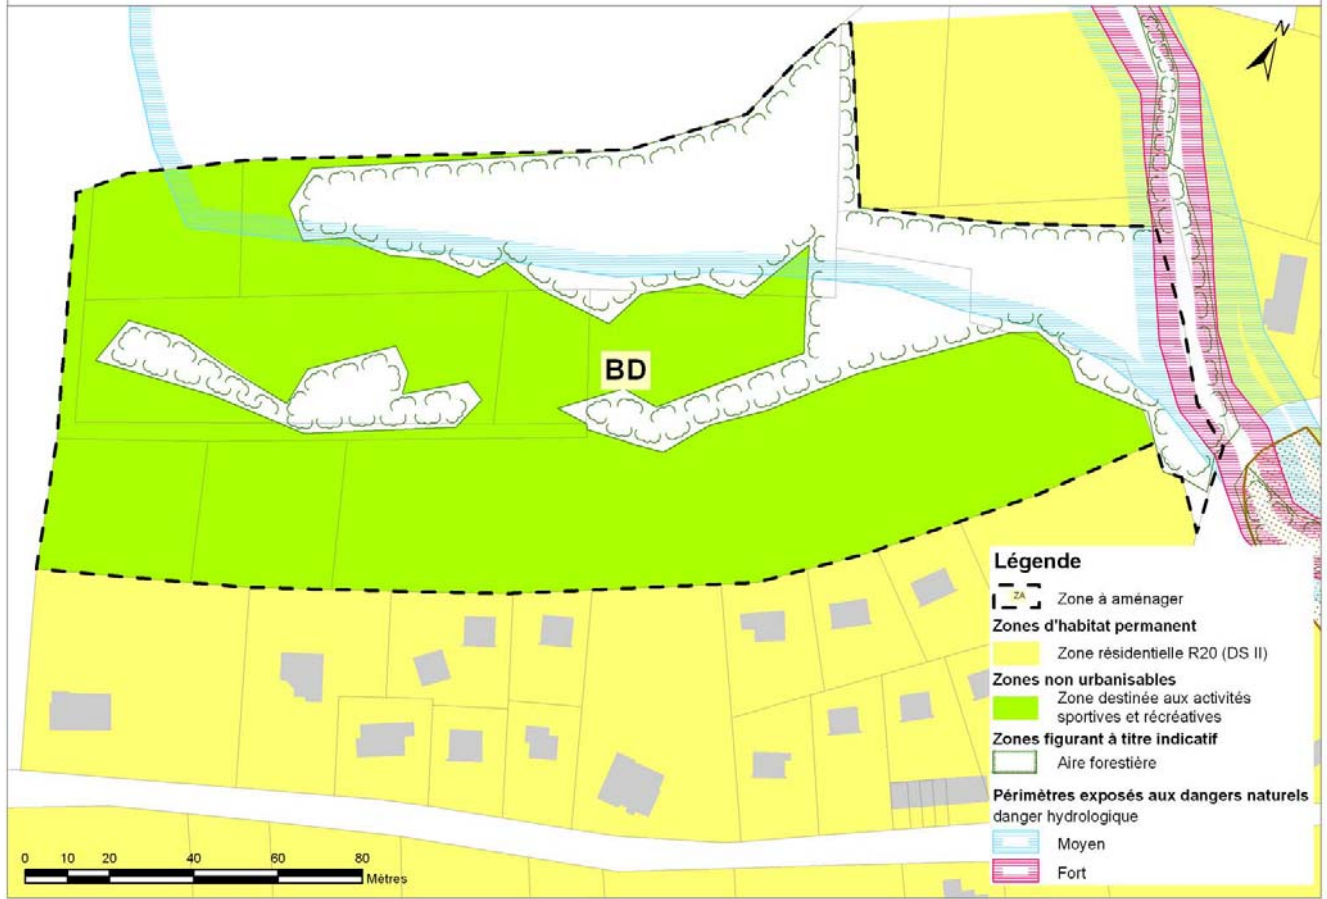 N
BD
Légende
ZA
Zone à aménager
Zones d'habitat permanent
Zone résidentielle R20 (DS II)
Zones non urbanisables
Zone destinée aux activités
sportives et récréatives
Zones figurant à titre indicatif
Aire forestière
Périmètres exposés aux dangers naturels
danger hydrologique
Moyen
Fort
0 10 20 40 60 80
Mètres